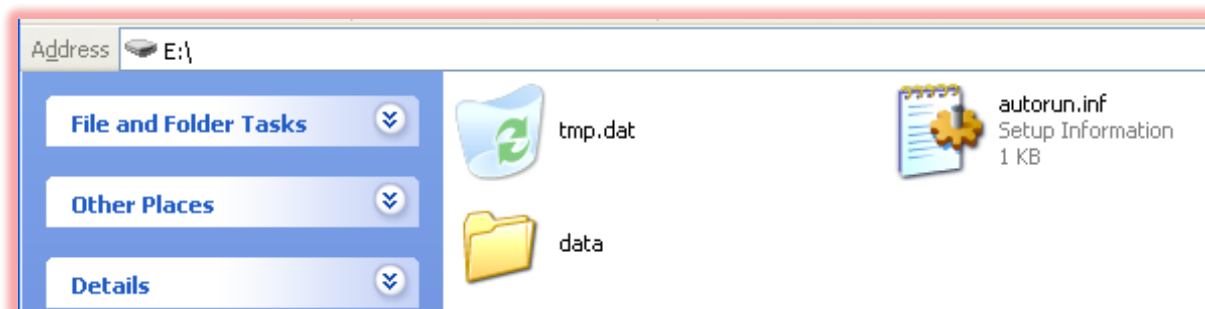 Address E:\
File and Folder Tasks
Other Places
Details
tmp.dat
data
autorun.inf
Setup Information
1 KB